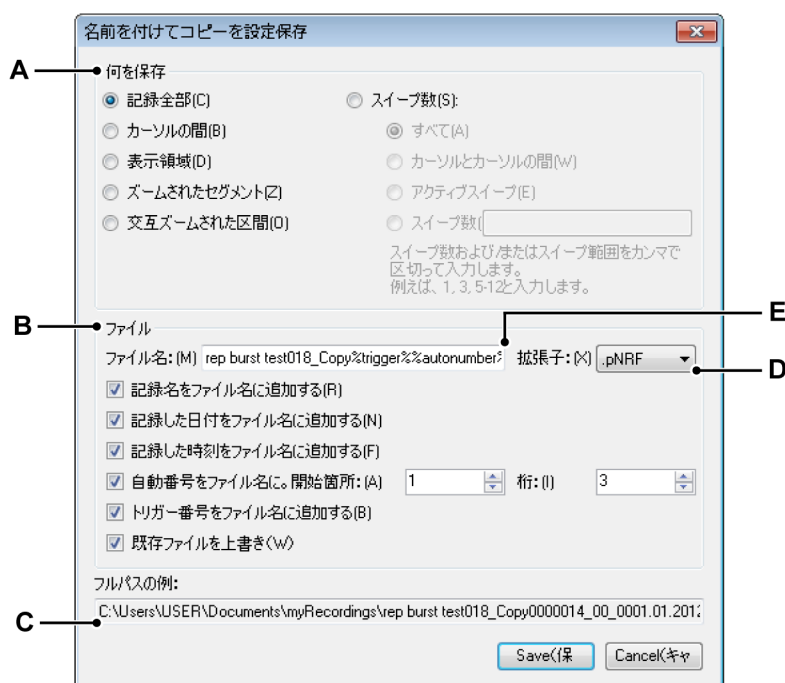 名前を付けてコピーを設定保存
A
何を保存
記録全部(C)
スイープ数(S):
カーソルの間(B)
すべて(A)
表示領域(D)
カーソルとカーソルの間(W)
ズームされたセグメント(Z)
アクティブスイープ(E)
交互ズームされた区間(O)
スイープ数(
スイープ数および/またはスイープ範囲をカンマで
区切って入力します。
例えば、1, 3, 5-12と入力します。
B
ファイル
E
ファイル名: (M) rep burst test018_Copy%trigger%%autonumber% 拡張子: (X) .pNRF
D
記録名をファイル名に追加する(R)
記録した日付をファイル名に追加する(N)
記録した時刻をファイル名に追加する(F)
自動番号をファイル名に。開始箇所: (A) 1 桁: (I) 3
トリガー番号をファイル名に追加する(B)
既存ファイルを上書き(W)
フルパスの例:
C
C:\Users\USER\Documents\myRecordings\rep burst test018_Copy0000014_00_0001.01.2012
Save(保 Cancel(キャ